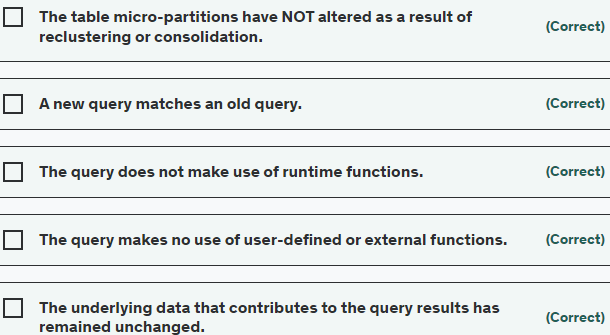 The table micro-partitions have NOT altered as a result of
(Correct)
reclustering or consolidation.
A new query matches an old query.
(Correct)
The query does not make use of runtime functions.
(Correct)
The query makes no use of user-defined or external functions.
(Correct)
The underlying data that contributes to the query results has
(Correct)
remained unchanged.